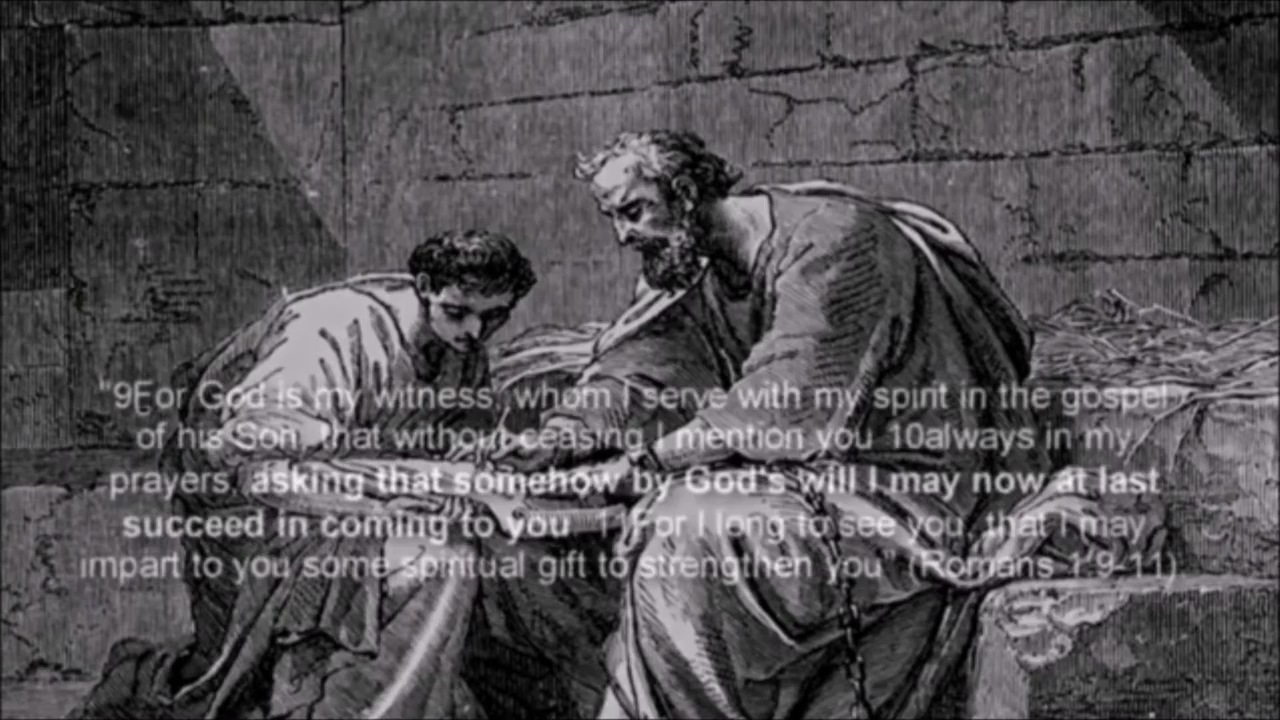 "9For God is my witness, whom I serve with my spirit in the gospel
of his Son, that without ceasing I mention you 10always in my
prayers, asking that somehow by God's will I may now at last
succeed in coming to you. 11For I long to see you, that I may
impart to you some spiritual gift to strengthen you" (Romans 1:9-11)